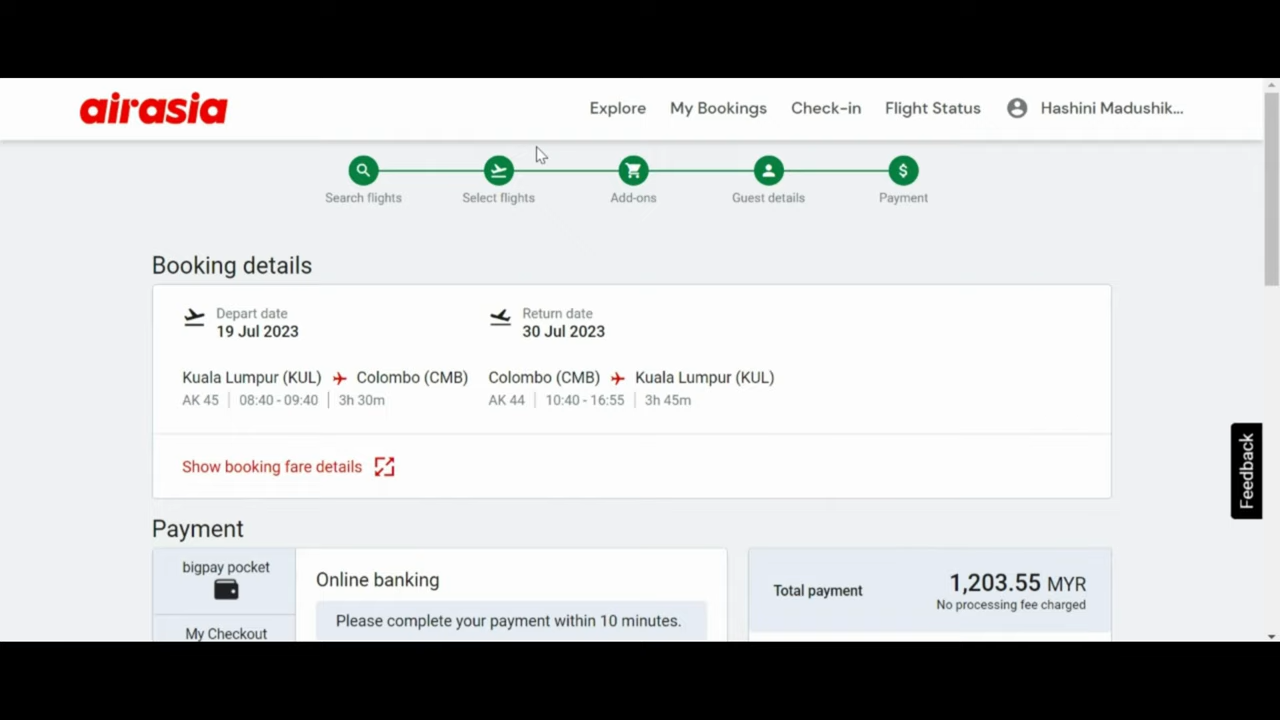 airasia
Explore My Bookings Check-in Flight Status Hashini Madushik...
Search flights Select flights Add-ons Guest details Payment
Booking details
Depart date Return date
19 Jul 2023 30 Jul 2023
Kuala Lumpur (KUL) Colombo (CMB) Colombo (CMB) Kuala Lumpur (KUL)
AK 45 | 08:40 - 09:40 | 3h 30m AK 44 | 10:40 - 16:55 | 3h 45m
Show booking fare details
Feedback
Payment
bigpay pocket
Online banking
Total payment 1,203.55 MYR
No processing fee charged
Please complete your payment within 10 minutes.
My Checkout